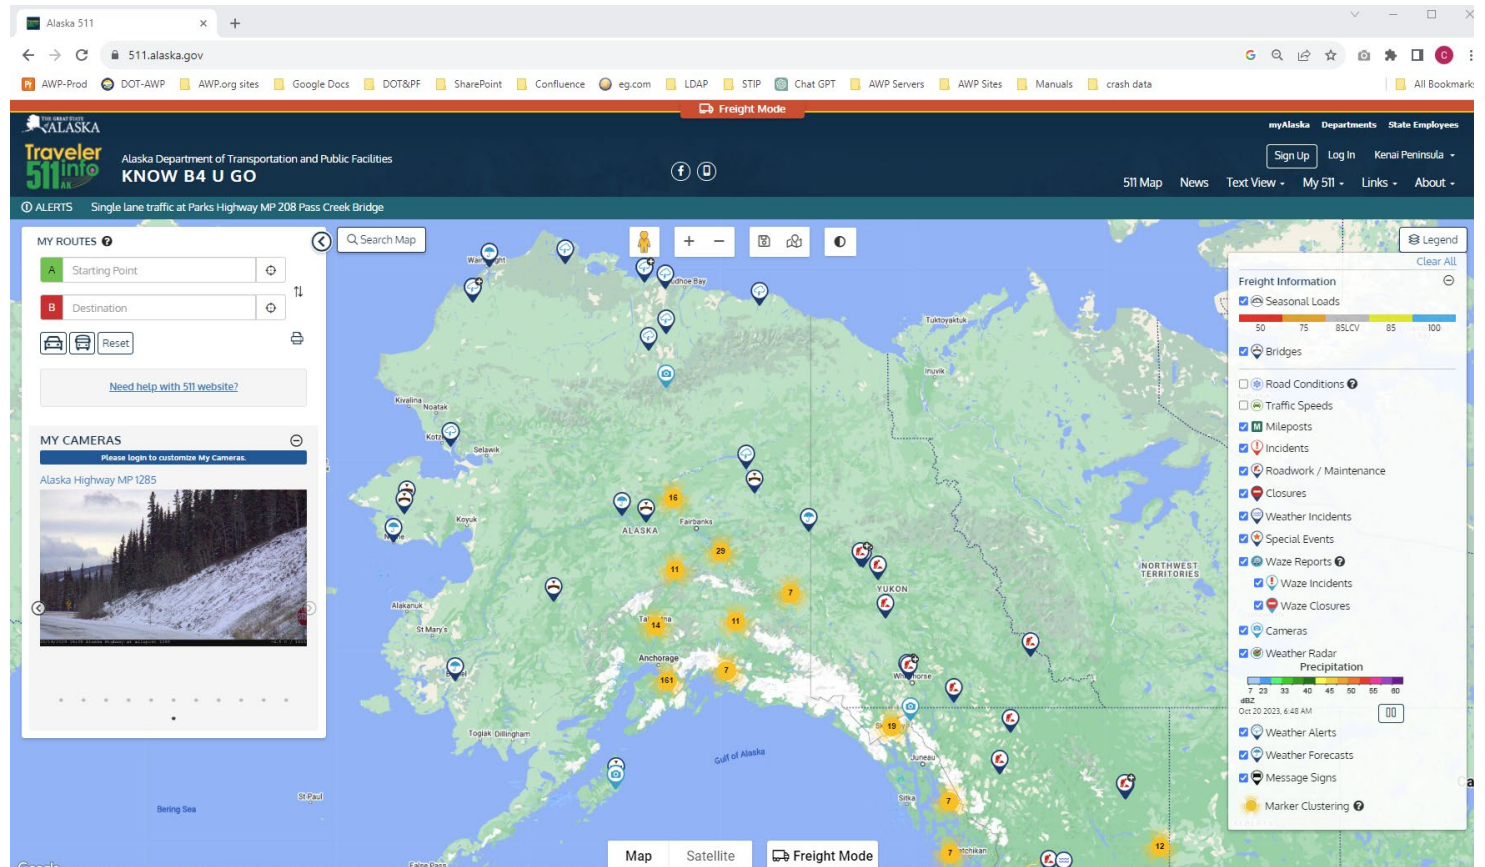 Alaska 511
511.alaska.gov
AWP-Prod DOT-AWP AWP.org sites Google Docs DOT&PF SharePoint Confluence eg.com LDAP STIP Chat GPT AWP Servers AWP Sites Manuals crash data All Bookmarks
Freight Mode
THE GREAT STATE
of ALASKA
myAlaska Departments State Employees
Traveler
511info
AK
Alaska Department of Transportation and Public Facilities
KNOW B4 U GO
Sign Up Log In Kenai Peninsula
511 Map News Text View My 511 Links About
ALERTS Single lane traffic at Parks Highway MP 208 Pass Creek Bridge
MY ROUTES
A Starting Point
B Destination
Reset
Need help with 511 website?
MY CAMERAS
Please login to customize My Cameras.
Alaska Highway MP 1285
Search Map
Legend
Clear All
Freight Information
Seasonal Loads
50 75 85LCV 85 100
Bridges
Road Conditions
Traffic Speeds
M Mileposts
Incidents
Roadwork / Maintenance
Closures
Weather Incidents
Special Events
Waze Reports
Waze Incidents
Waze Closures
Cameras
Weather Radar
Precipitation
7 23 33 40 45 50 55 60
dBZ
Oct 20 2023, 6:48 AM
Weather Alerts
Weather Forecasts
Message Signs
Marker Clustering
Tuktoyaktuk
Inuvik
Kivalina
Noatak
Selawik
16
Koyuk
ALASKA
Fairbanks
29
11
7
NORTHWEST
TERRITORIES
YUKON
Alakanuk
St Mary's
14
11
Anchorage
161
7
19
Togiak Dillingham
Gulf of Alaska
Juneau
St Paul
Bering Sea
Sitka
7
7
12
False Pass
Map Satellite Freight Mode